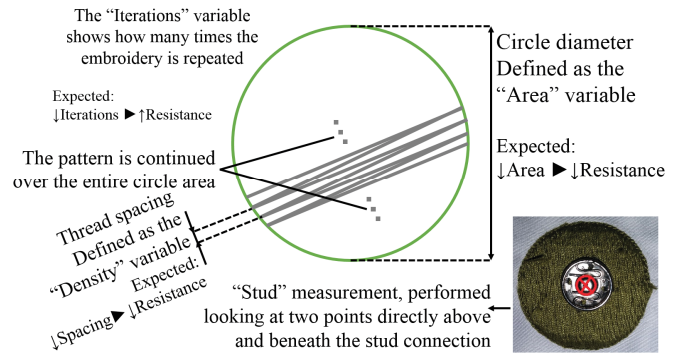 The “Iterations” variable
shows how many times the
embroidery is repeated
Expected:
↓Iterations ►↑Resistance
The pattern is continued
over the entire circle area
Thread spacing
Defined as the
“Density” variable
Expected:
↓Spacing►↓Resistance
Circle diameter
Defined as the
“Area” variable
Expected:
↓Area ►↓Resistance
“Stud” measurement, performed
looking at two points directly above
and beneath the stud connection